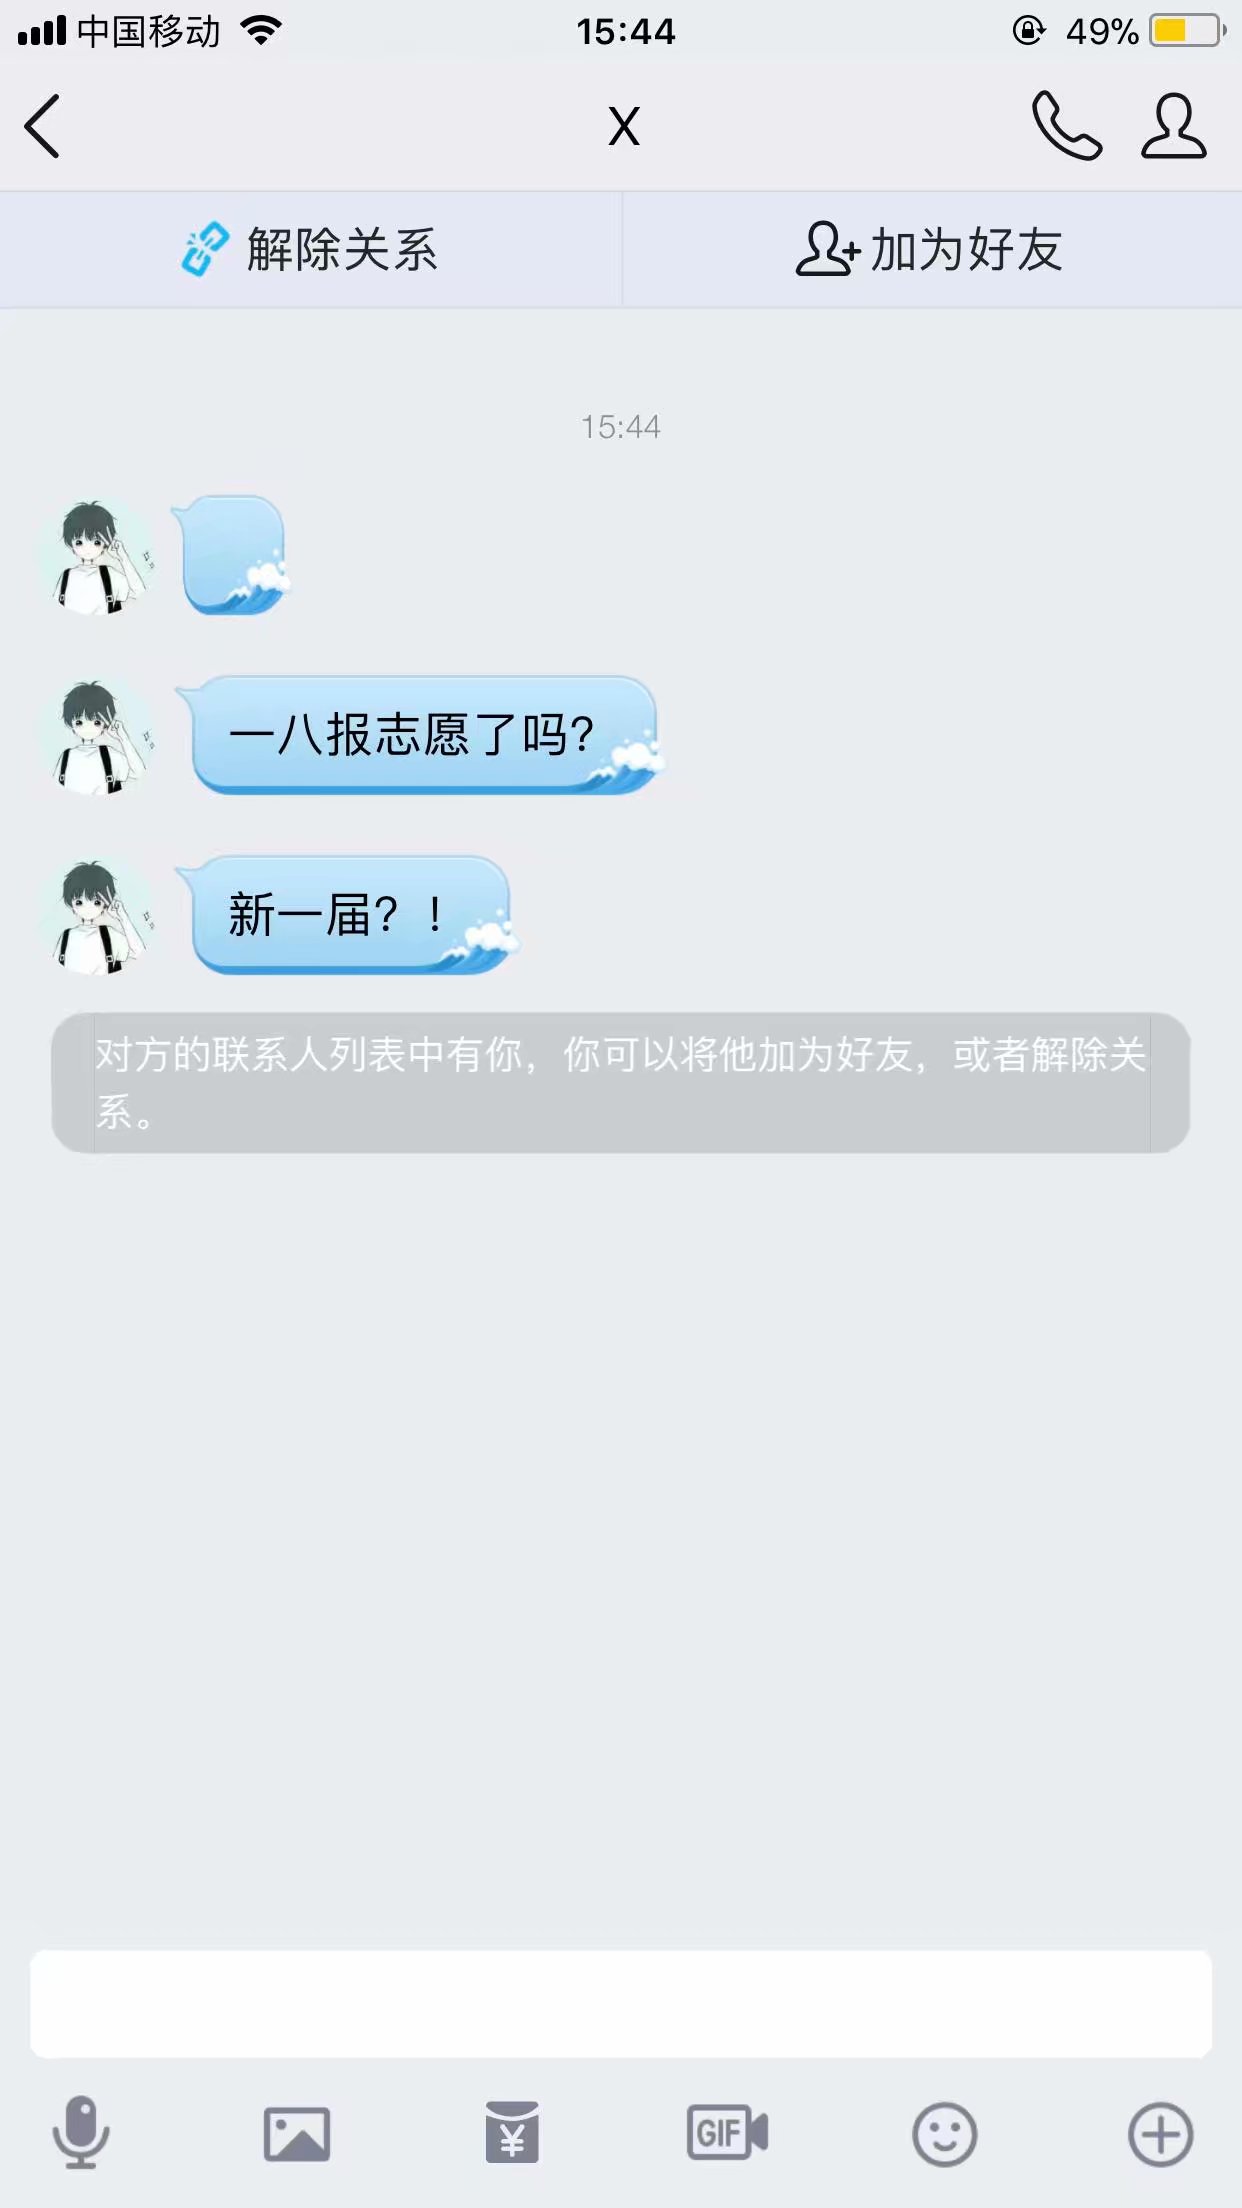 中国移动 15:44 49%
X
解除关系 加为好友
15:44
一八报志愿了吗?
新一届？！
对方的联系人列表中有你，你可以将他加为好友，或者解除关
系。
¥ GIF